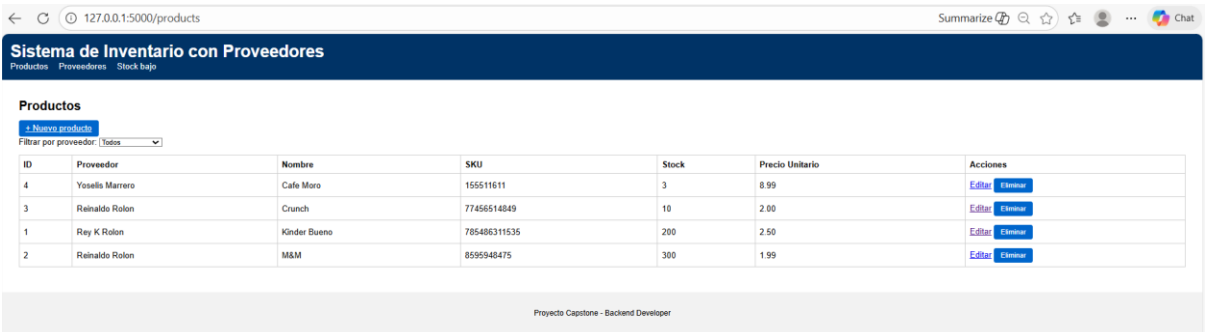 127.0.0.1:5000/products Summarize Chat
Sistema de Inventario con Proveedores
Productos Proveedores Stock bajo
Productos
+ Nuevo producto
Filtrar por proveedor: Todos
ID Proveedor Nombre SKU Stock Precio Unitario Acciones
4 Yoselis Marrero Cafe Moro 155511611 3 8.99 Editar Eliminar
3 Reinaldo Rolon Crunch 77456514849 10 2.00 Editar Eliminar
1 Rey K Rolon Kinder Bueno 785486311535 200 2.50 Editar Eliminar
2 Reinaldo Rolon M&M 8595948475 300 1.99 Editar Eliminar
Proyecto Capstone - Backend Developer